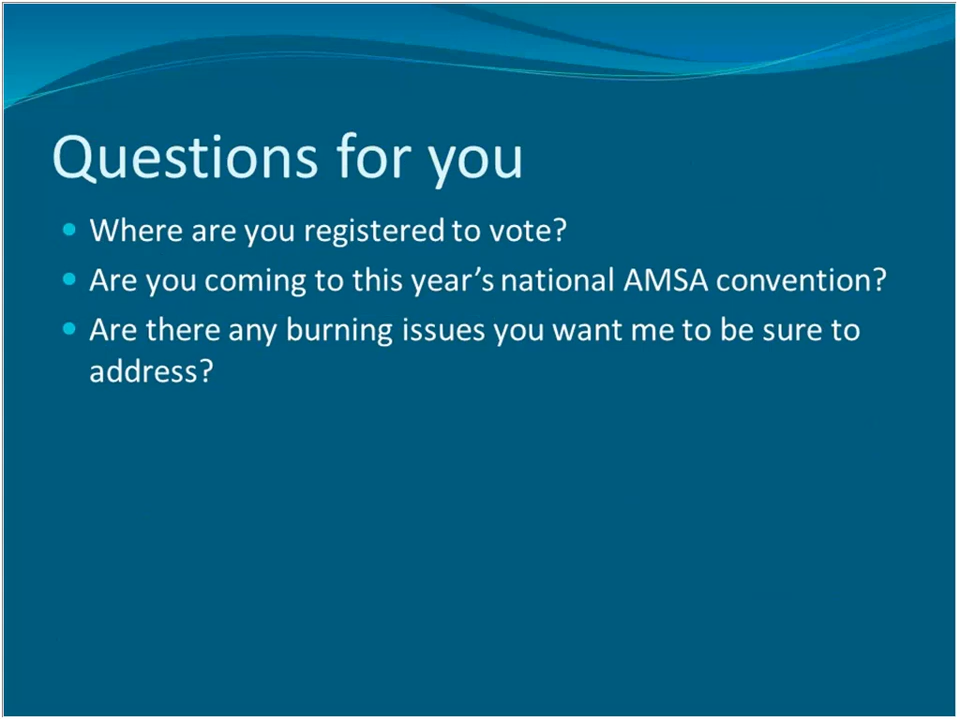 Questions for you
• Where are you registered to vote?
• Are you coming to this year’s national AMSA convention?
• Are there any burning issues you want me to be sure to
address?